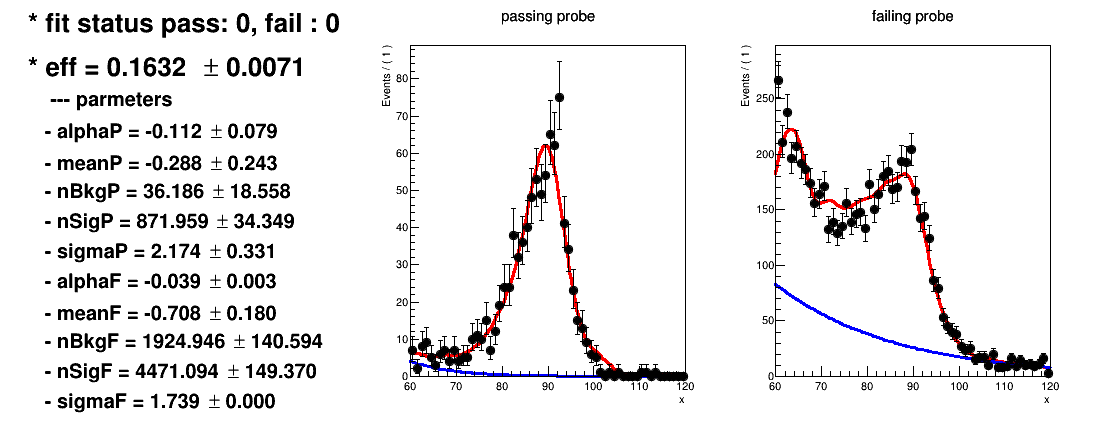 * fit status pass: 0, fail : 0
* eff = 0.1632 ± 0.0071
--- parmeters
- alphaP = -0.112 ± 0.079
- meanP = -0.288 ± 0.243
- nBkgP = 36.186 ± 18.558
- nSigP = 871.959 ± 34.349
- sigmaP = 2.174 ± 0.331
- alphaF = -0.039 ± 0.003
- meanF = -0.708 ± 0.180
- nBkgF = 1924.946 ± 140.594
- nSigF = 4471.094 ± 149.370
- sigmaF = 1.739 ± 0.000
passing probe
Events / ( 1 )
80
70
60
50
40
30
20
10
0
60 70 80 90 100 110 120
x
failing probe
Events / ( 1 )
250
200
150
100
50
0
60 70 80 90 100 110 120
x